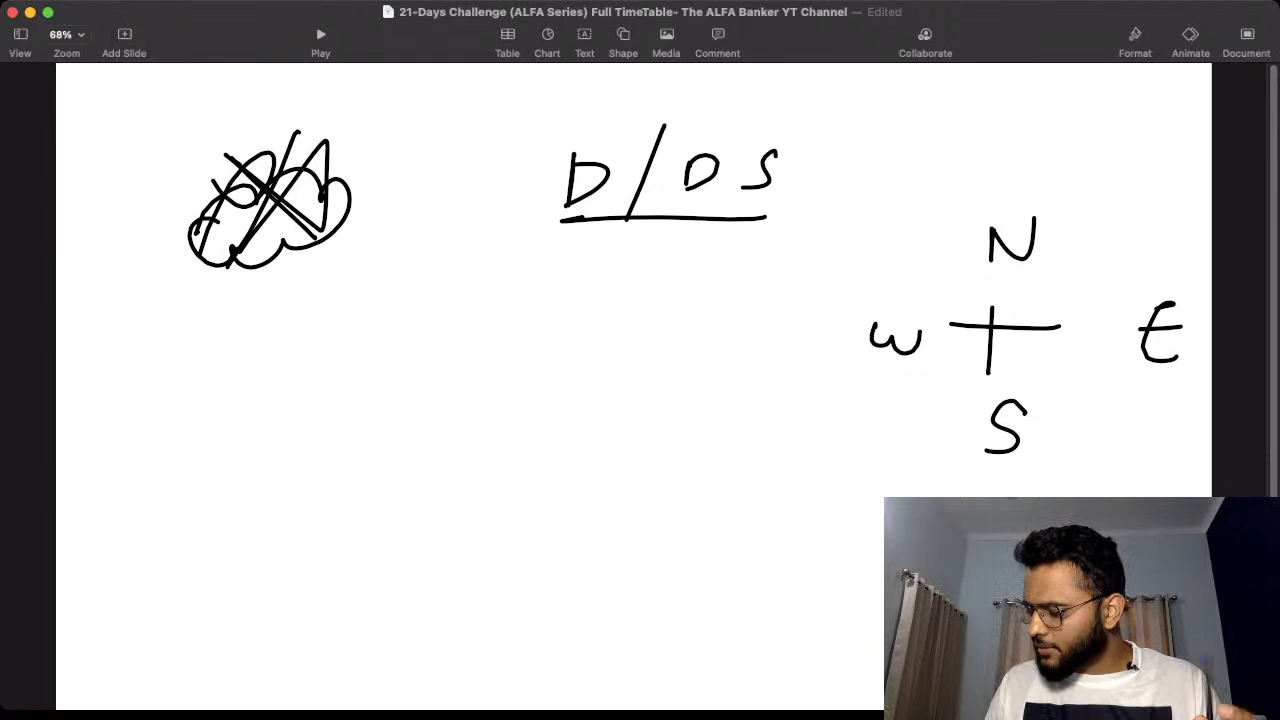 21-Days Challenge (ALFA Series) Full TimeTable- The ALFA Banker YT Channel — Edited
68%
View Zoom Add Slide Play Table Chart Text Shape Media Comment Collaborate Format Animate Document
D/DS
N
W E
S